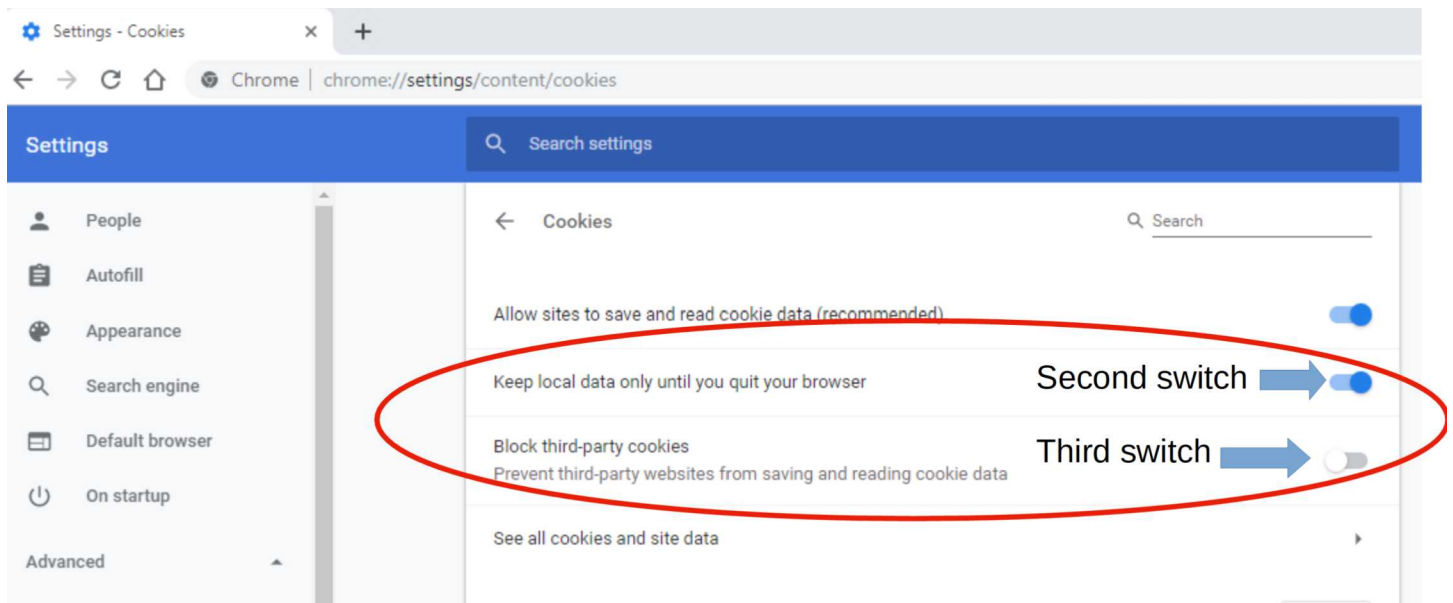 Settings - Cookies
Chrome | chrome://settings/content/cookies
Settings
Search settings
People
Autofill
Appearance
Search engine
Default browser
On startup
Advanced
Cookies
Search
Allow sites to save and read cookie data (recommended)
Keep local data only until you quit your browser
Second switch
Block third-party cookies
Prevent third-party websites from saving and reading cookie data
Third switch
See all cookies and site data